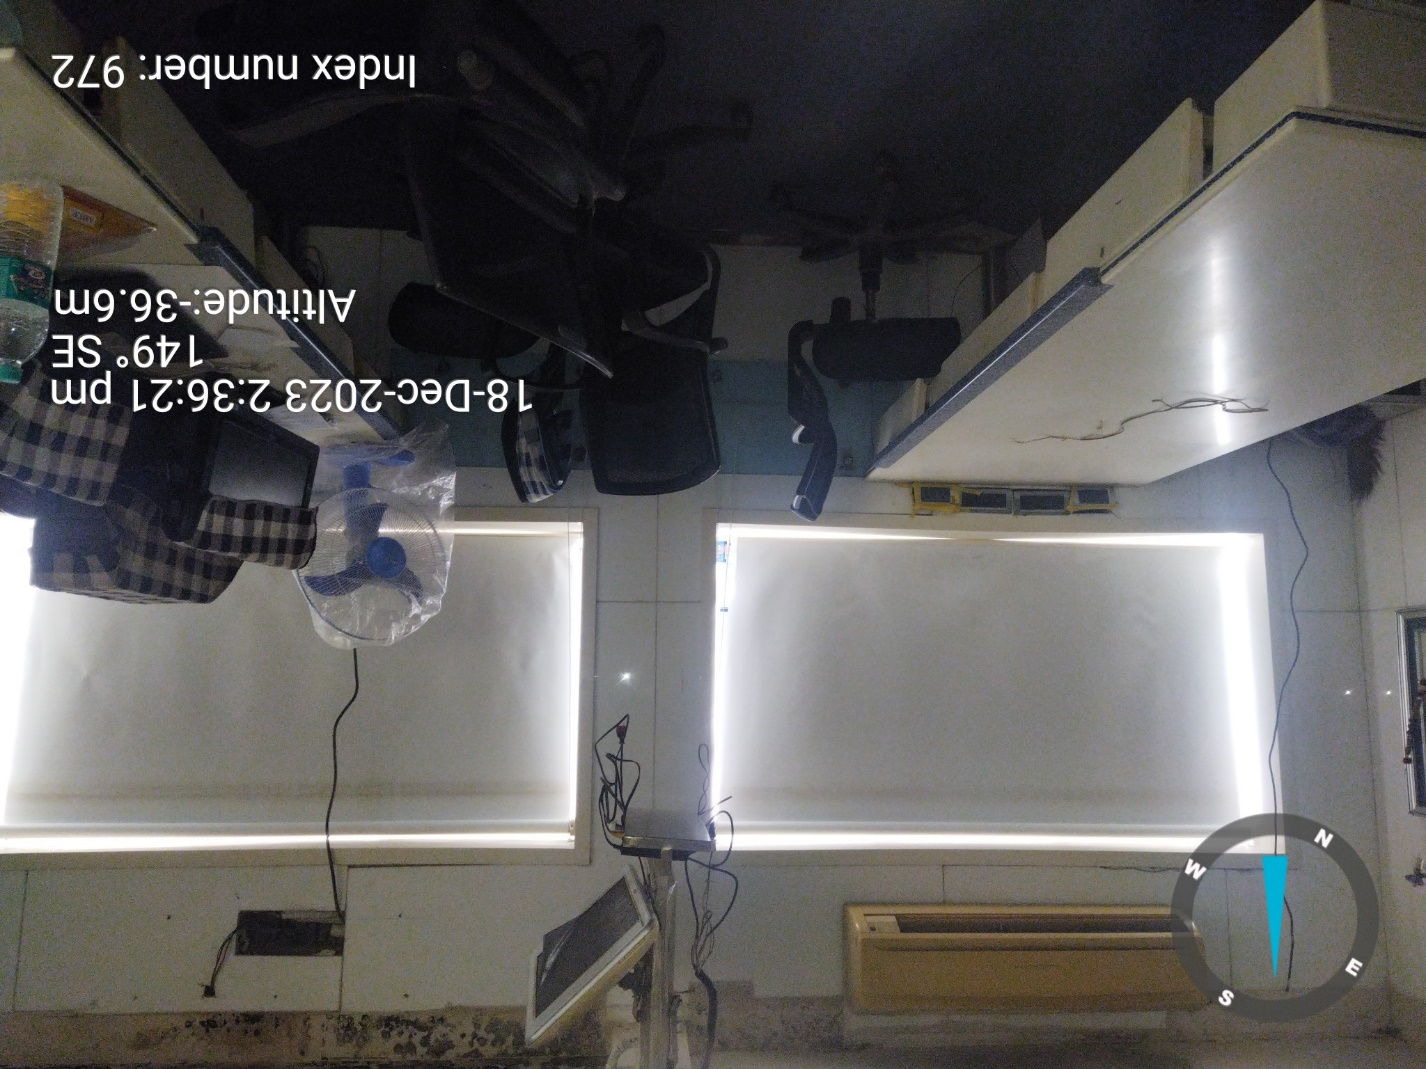 18-Dec-2023 2:36:21 pm
149° SE
Altitude:-36.6m
Index number: 972
N
W
E
S